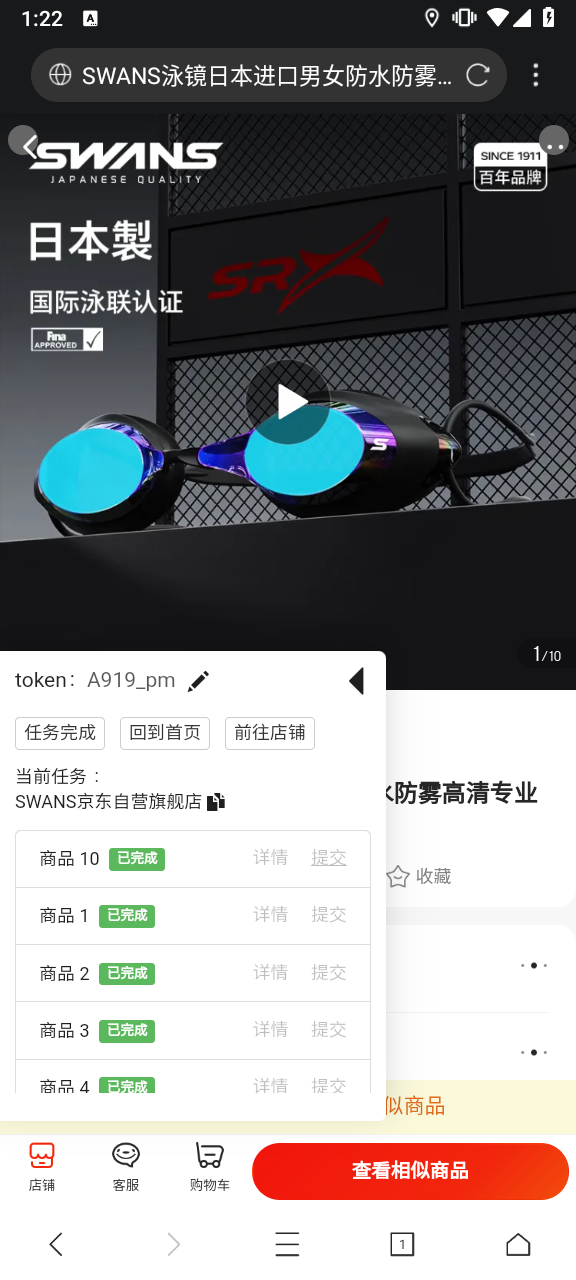 1:22
A
SWANS泳镜日本进口男女防水防雾...
SWANS
JAPANESE QUALITY
SINCE 1911
百年品牌
日本製
SRX
国际泳联认证
Fina
APPROVED
S
1/10
token： A919_pm
任务完成 回到首页 前往店铺
当前任务：
SWANS京东自营旗舰店
水防雾高清专业
商品 10 已完成 详情 提交
收藏
商品 1 已完成 详情 提交
商品 2 已完成 详情 提交
商品 3 已完成 详情 提交
商品 4 已完成 详情 提交
似商品
店铺 客服 购物车 查看相似商品
1